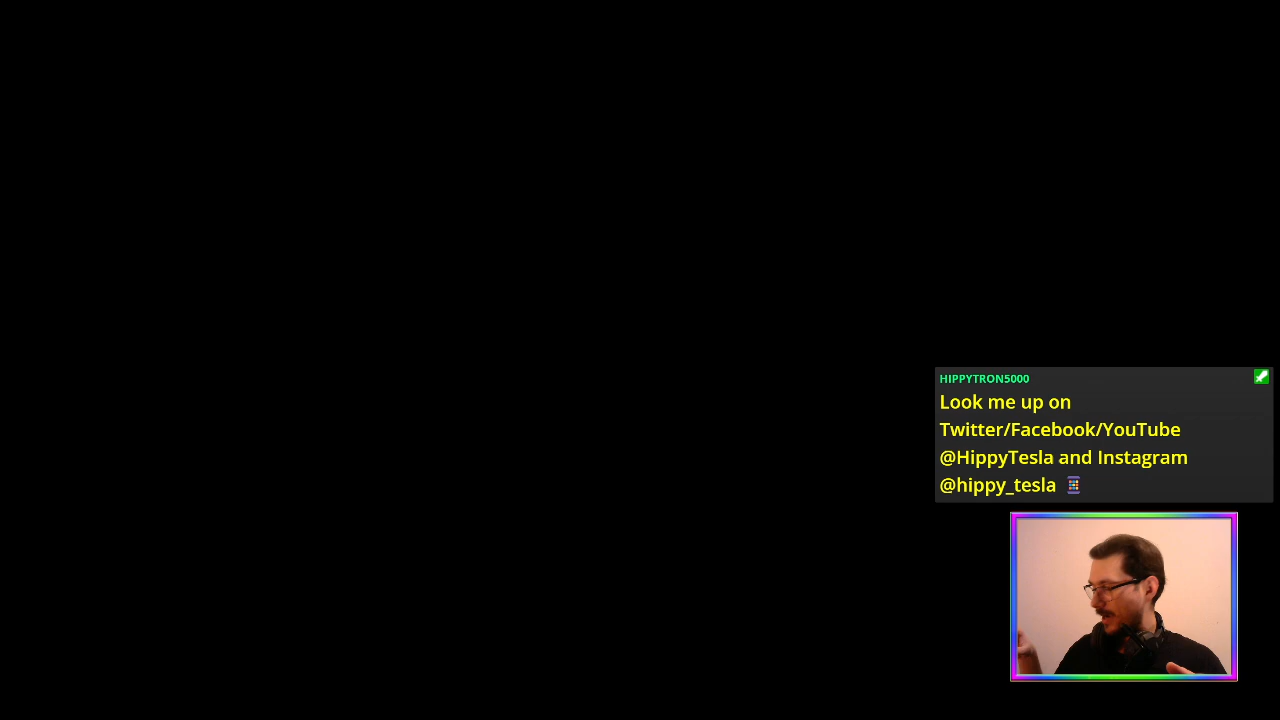 HIPPYTRON5000
Look me up on
Twitter/Facebook/YouTube
@HippyTesla and Instagram
@hippy_tesla